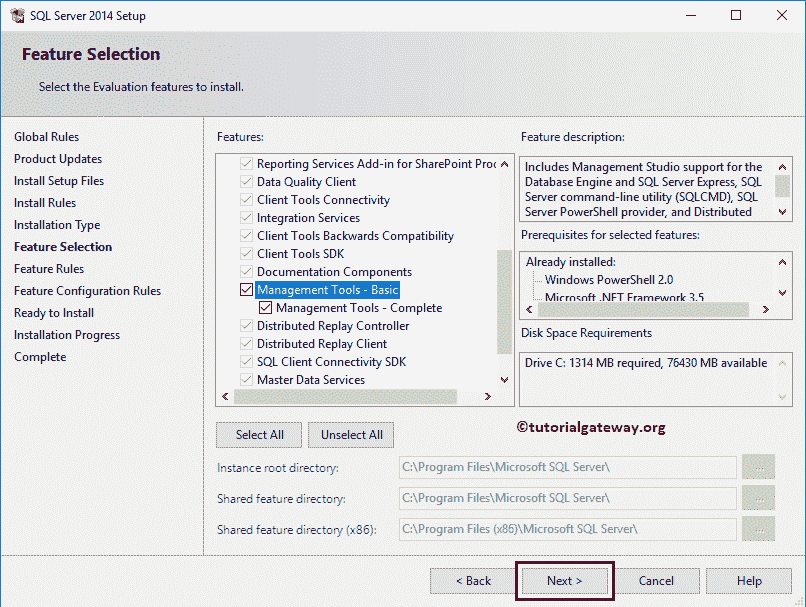 SQL Server 2014 Setup
Feature Selection
Select the Evaluation features to install.
Global Rules
Product Updates
Install Setup Files
Install Rules
Installation Type
Feature Selection
Feature Rules
Feature Configuration Rules
Ready to Install
Installation Progress
Complete
Features:
Reporting Services Add-in for SharePoint Proc
Data Quality Client
Client Tools Connectivity
Integration Services
Client Tools Backwards Compatibility
Client Tools SDK
Documentation Components
Management Tools - Basic
Management Tools - Complete
Distributed Replay Controller
Distributed Replay Client
SQL Client Connectivity SDK
Master Data Services
Select All
Unselect All
Feature description:
Includes Management Studio support for the
Database Engine and SQL Server Express, SQL
Server command-line utility (SQLCMD), SQL
Server PowerShell provider, and Distributed
Prerequisites for selected features:
Already installed:
Windows PowerShell 2.0
Microsoft .NET Framework 3.5
Disk Space Requirements
Drive C: 1314 MB required, 76430 MB available
©tutorialgateway.org
Instance root directory:
C:\Program Files\Microsoft SQL Server\
...
Shared feature directory:
C:\Program Files\Microsoft SQL Server\
...
Shared feature directory (x86):
C:\Program Files (x86)\Microsoft SQL Server\
...
< Back
Next >
Cancel
Help